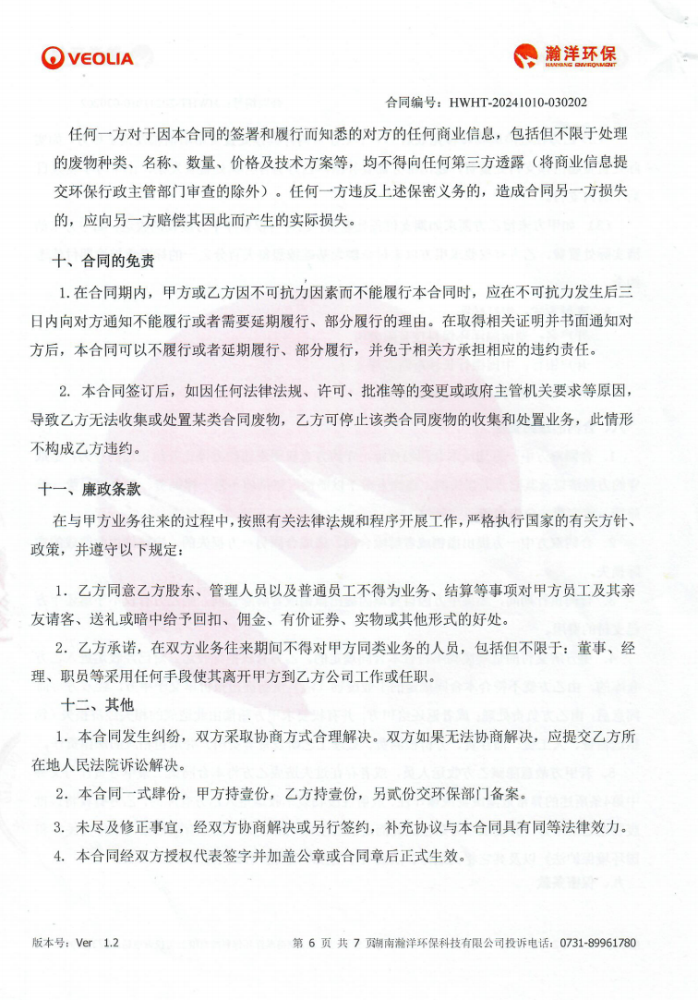 VEOLIA
瀚洋环保
HANYANG ENVIRONMENT
合同编号：HWHT-20241010-030202
任何一方对于因本合同的签署和履行而知悉的对方的任何商业信息，包括但不限于处理
的废物种类、名称、数量、价格及技术方案等，均不得向任何第三方透露（将商业信息提
交环保行政主管部门审查的除外）。任何一方违反上述保密义务的，造成合同另一方损失
的，应向另一方赔偿其因此而产生的实际损失。
十、合同的免责
1.在合同期内，甲方或乙方因不可抗力因素而不能履行本合同时，应在不可抗力发生后三
日内向对方通知不能履行或者需要延期履行、部分履行的理由。在取得相关证明并书面通知对
方后，本合同可以不履行或者延期履行、部分履行，并免于相关方承担相应的违约责任。
2. 本合同签订后，如因任何法律法规、许可、批准等的变更或政府主管机关要求等原因，
导致乙方无法收集或处置某类合同废物，乙方可停止该类合同废物的收集和处置业务，此情形
不构成乙方违约。
十一、廉政条款
在与甲方业务往来的过程中，按照有关法律法规和程序开展工作，严格执行国家的有关方针、
政策，并遵守以下规定：
1. 乙方同意乙方股东、管理人员以及普通员工不得为业务、结算等事项对甲方员工及其亲
友请客、送礼或暗中给予回扣、佣金、有价证券、实物或其他形式的好处。
2. 乙方承诺，在双方业务往来期间不得对甲方同类业务的人员，包括但不限于：董事、经
理、职员等采用任何手段使其离开甲方到乙方公司工作或任职。
十二、其他
1. 本合同发生纠纷，双方采取协商方式合理解决。双方如果无法协商解决，应提交乙方所
在地人民法院诉讼解决。
2. 本合同一式肆份，甲方持壹份，乙方持壹份，另贰份交环保部门备案。
3. 未尽及修正事宜，经双方协商解决或另行签约，补充协议与本合同具有同等法律效力。
4. 本合同经双方授权代表签字并加盖公章或合同章后正式生效。
版本号：Ver 1.2 第 6 页 共 7 页湖南瀚洋环保科技有限公司投诉电话：0731-89961780